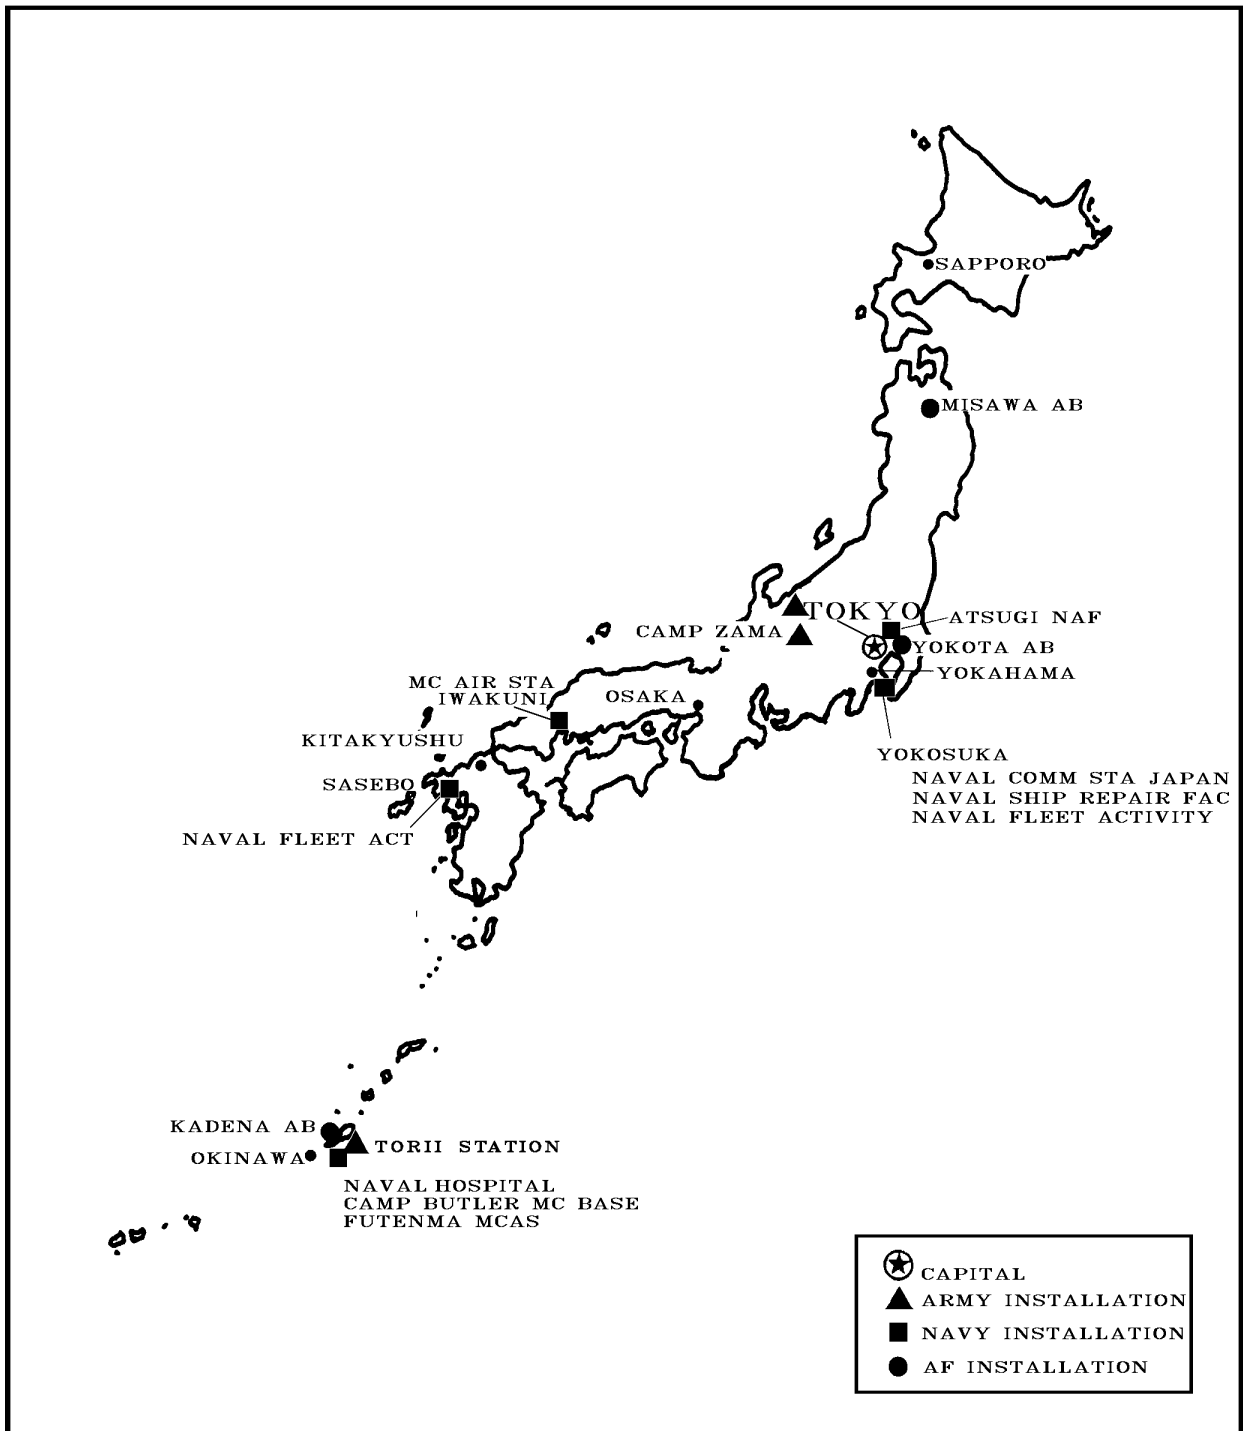 SAPPORO
MISAWA AB
TOKYO
ATSUGI NAF
CAMP ZAMA
YOKOTA AB
YOKAHAMA
MC AIR STA
IWAKUNI
OSAKA
KITAKYUSHU
YOKOSUKA
NAVAL COMM STA JAPAN
NAVAL SHIP REPAIR FAC
NAVAL FLEET ACTIVITY
SASEBO
NAVAL FLEET ACT
KADENA AB
TORII STATION
OKINAWA
NAVAL HOSPITAL
CAMP BUTLER MC BASE
FUTENMA MCAS
CAPITAL
ARMY INSTALLATION
NAVY INSTALLATION
AF INSTALLATION